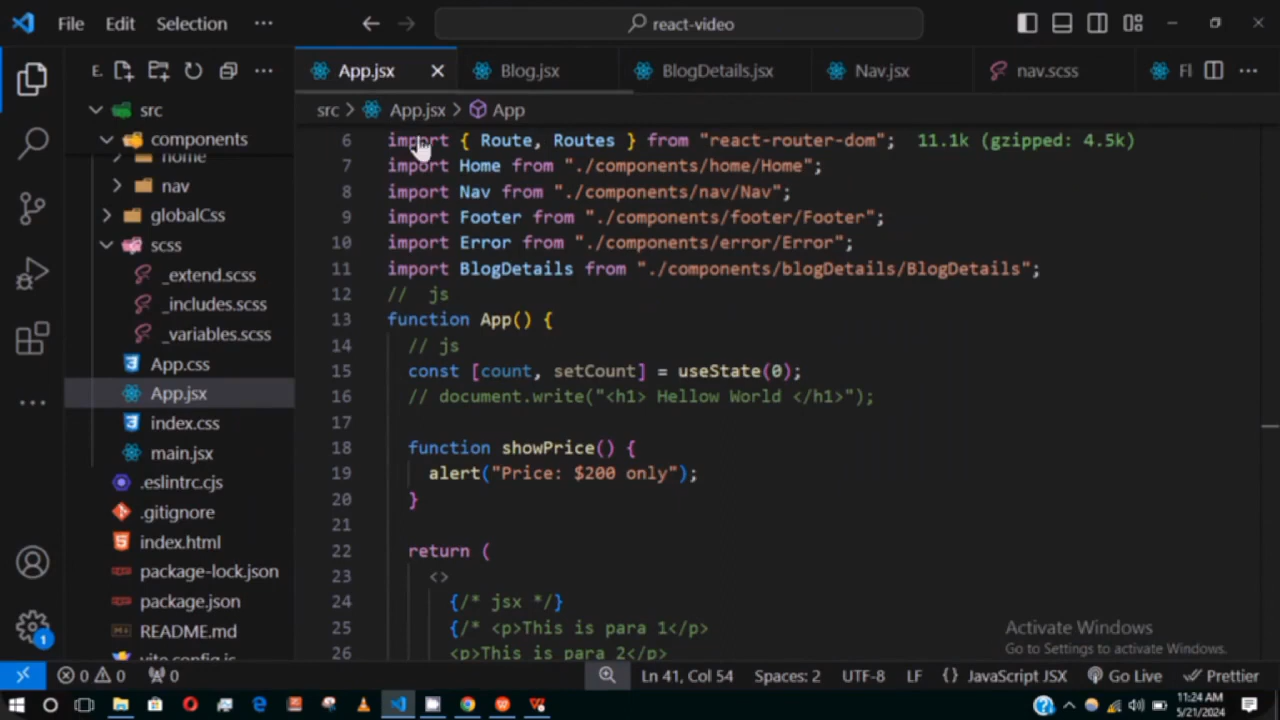 File Edit Selection ··· react-video
E.
App.jsx Blog.jsx BlogDetails.jsx Nav.jsx nav.scss
src > App.jsx > App
src
components
home
nav
globalCss
scss
_extend.scss
_includes.scss
_variables.scss
App.css
App.jsx
index.css
main.jsx
.eslintrc.cjs
.gitignore
index.html
package-lock.json
package.json
README.md
vite.config.js
6 import { Route, Routes } from "react-router-dom"; 11.1k (gzipped: 4.5k)
7 import Home from "./components/home/Home";
8 import Nav from "./components/nav/Nav";
9 import Footer from "./components/footer/Footer";
10 import Error from "./components/error/Error";
11 import BlogDetails from "./components/blogDetails/BlogDetails";
12 //  js
13 function App() {
14 // js
15 const [count, setCount] = useState(0);
16 // document.write("<h1> Hellow World </h1>");
17
18 function showPrice() {
19 alert("Price: $200 only");
20 }
21
22 return (
23 <>
24 {/* jsx */}
25 {/* <p>This is para 1</p>
26 <p>This is para 2</p>
Activate Windows
Go to Settings to activate Windows.
1
0 0 0 Ln 41, Col 54 Spaces: 2 UTF-8 LF {} JavaScript JSX Go Live Prettier
11:24 AM
5/21/2024